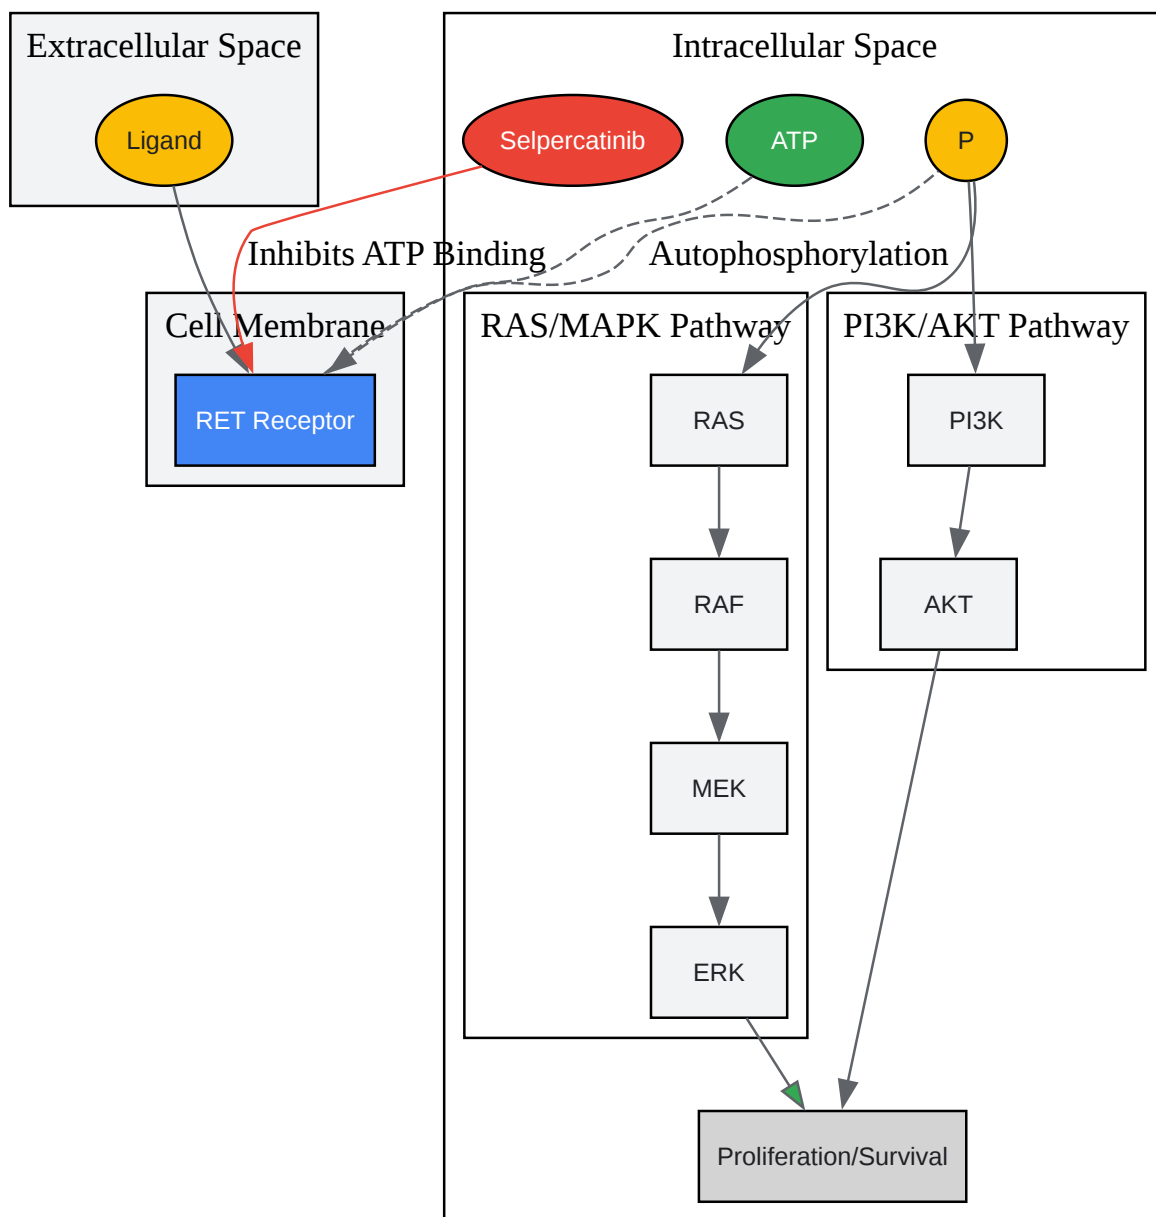 Extracellular Space
Intracellular Space
Ligand
Selpercatinib
ATP
P
Inhibits ATP Binding
Autophosphorylation
Cell Membrane
RAS/MAPK Pathway
PI3K/AKT Pathway
RET Receptor
RAS
PI3K
RAF
AKT
MEK
ERK
Proliferation/Survival